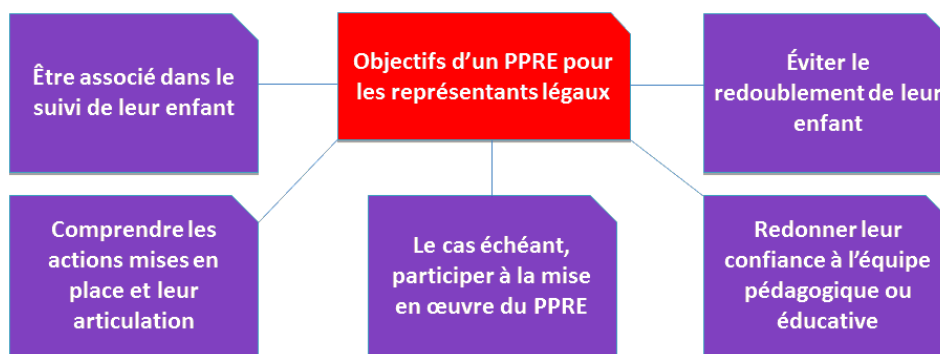 Être associé dans le
suivi de leur enfant
Objectifs d’un PPRE pour
les représentants légaux
Éviter le
redoublement de leur
enfant
Comprendre les
actions mises en
place et leur
articulation
Le cas échéant,
participer à la mise
en œuvre du PPRE
Redonner leur
confiance à l’équipe
pédagogique ou
éducative